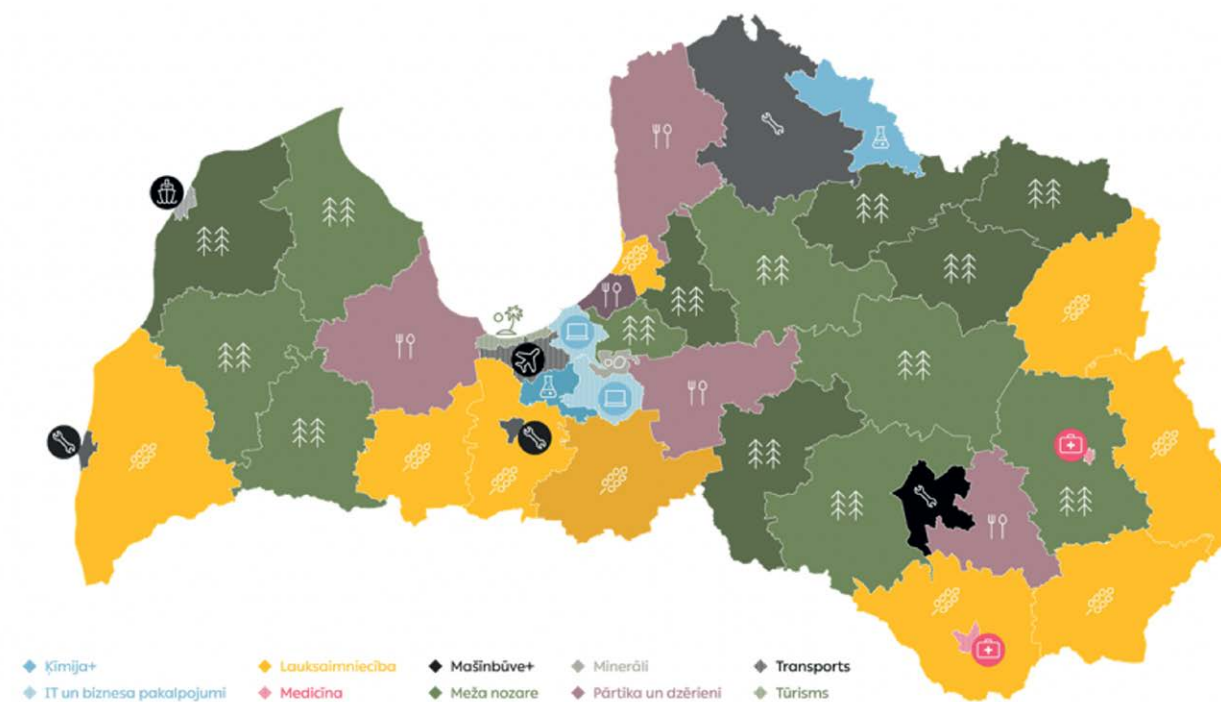 Ķīmija+ Lauksaimniecība Mašīnbūve+ Minerāli Transports
IT un biznesa pakalpojumi Medicīna Meža nozare Pārtika un dzērieni Tūrisms